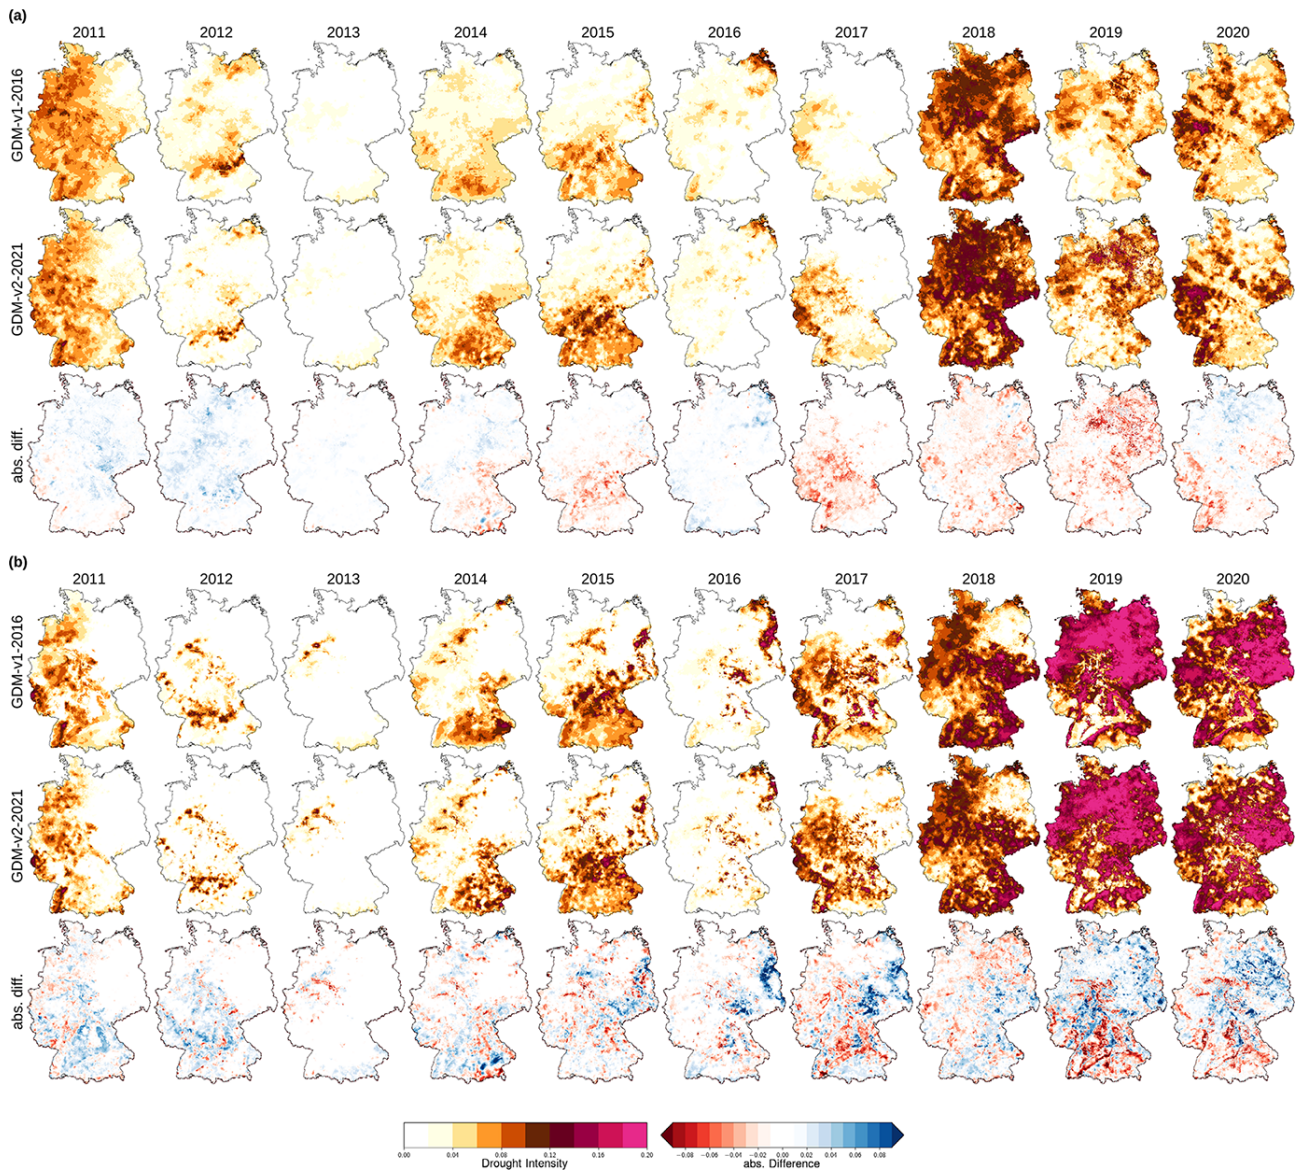 (a)
2011 2012 2013 2014 2015 2016 2017 2018 2019 2020
GDM-v1-2016
GDM-v2-2021
abs. diff.
(b)
2011 2012 2013 2014 2015 2016 2017 2018 2019 2020
GDM-v1-2016
GDM-v2-2021
abs. diff.
0.00 0.04 0.08 0.12 0.16 0.20 −0.08 −0.06 −0.04 −0.02 0.00 0.02 0.04 0.06 0.08
Drought Intensity abs. Difference